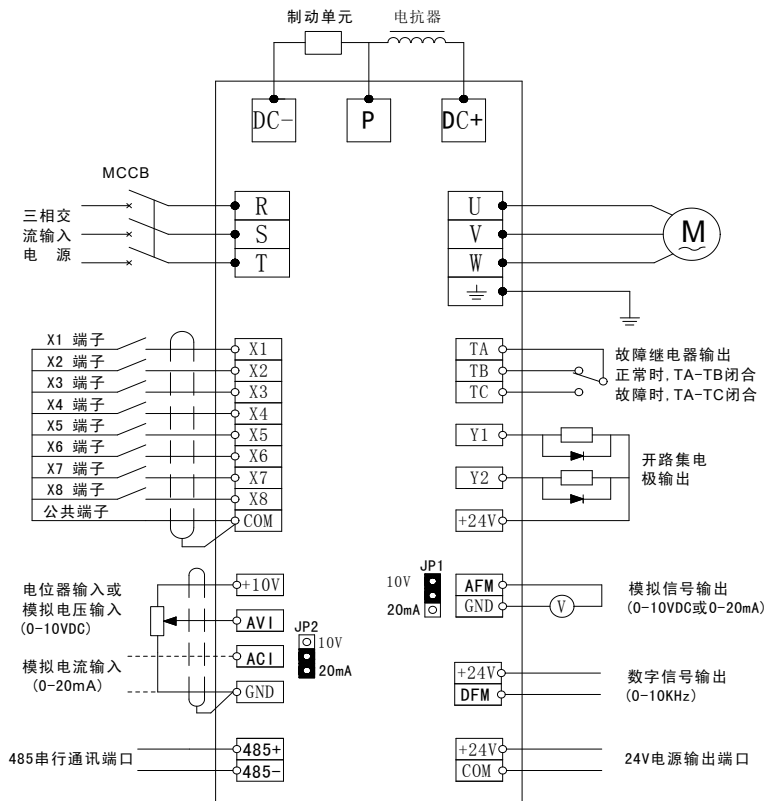 制动单元
电抗器
DC-
P
DC+
MCCB
三相交
流输入
电 源
R
S
T
U
V
W
M
X1 端子
X2 端子
X3 端子
X4 端子
X5 端子
X6 端子
X7 端子
X8 端子
公共端子
X1
X2
X3
X4
X5
X6
X7
X8
COM
TA
TB
TC
故障继电器输出
正常时,TA-TB闭合
故障时,TA-TC闭合
Y1
Y2
+24V
开路集电
极输出
电位器输入或
模拟电压输入
(0-10VDC)
模拟电流输入
(0-20mA)
+10V
AVI
ACI
GND
JP2
10V
20mA
JP1
10V
20mA
AFM
GND
V
模拟信号输出
(0-10VDC或0-20mA)
+24V
DFM
数字信号输出
(0-10KHz)
485串行通讯端口
485+
485-
+24V
COM
24V电源输出端口